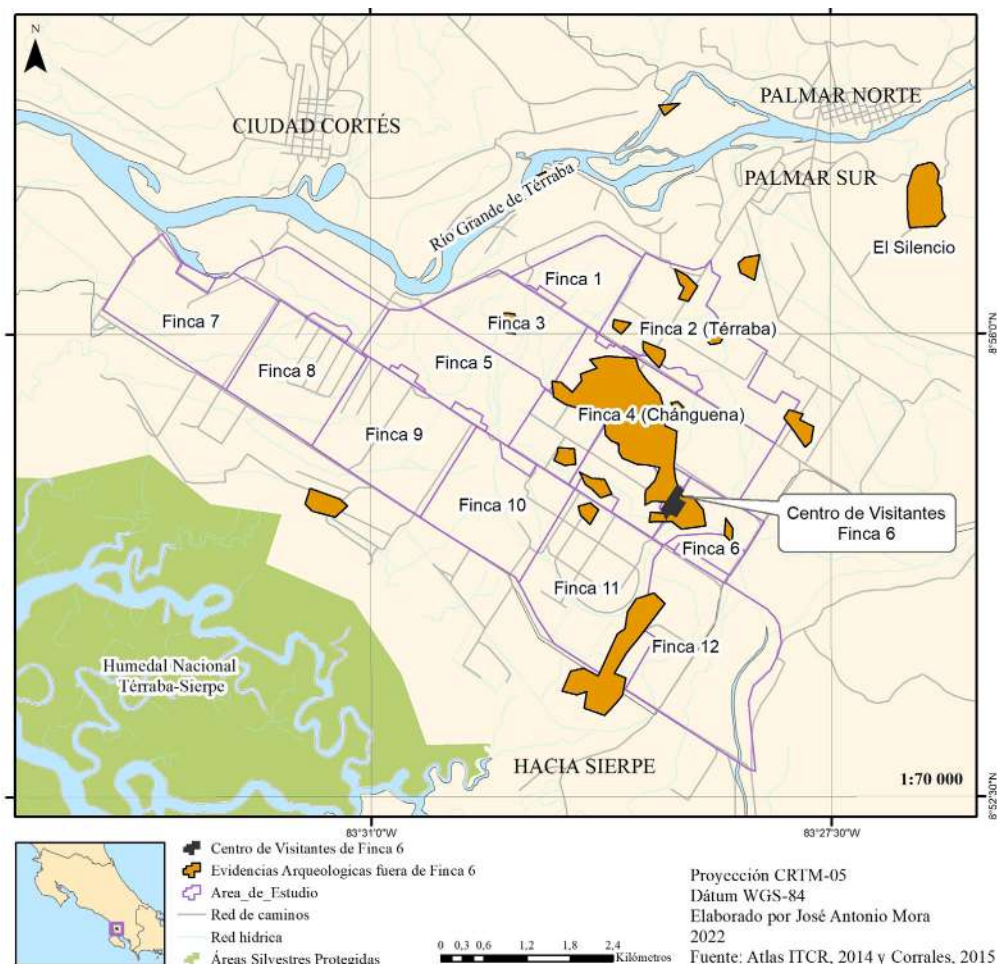 N
PALMAR NORTE
CIUDAD CORTÉS
Río Grande de Térraba
PALMAR SUR
El Silencio
Finca 1
Finca 7
Finca 3
Finca 2 (Térraba)
8°56'0"N
Finca 5
Finca 8
Finca 4 (Chánguena)
Finca 9
Finca 10
Centro de Visitantes
Finca 6
Finca 6
Finca 11
Finca 12
Humedal Nacional
Térraba-Sierpe
HACIA SIERPE
1:70 000
8°52'30"N
83°31'0"W
83°27'30"W
Centro de Visitantes de Finca 6
Evidencias Arqueologicas fuera de Finca 6
Area_de_Estudio
Red de caminos
Red hídrica
Áreas Silvestres Protegidas
0 0,3 0,6 1,2 1,8 2,4
Kilómetros
Proyección CRTM-05
Dátum WGS-84
Elaborado por José Antonio Mora
2022
Fuente: Atlas ITCR, 2014 y Corrales, 2015